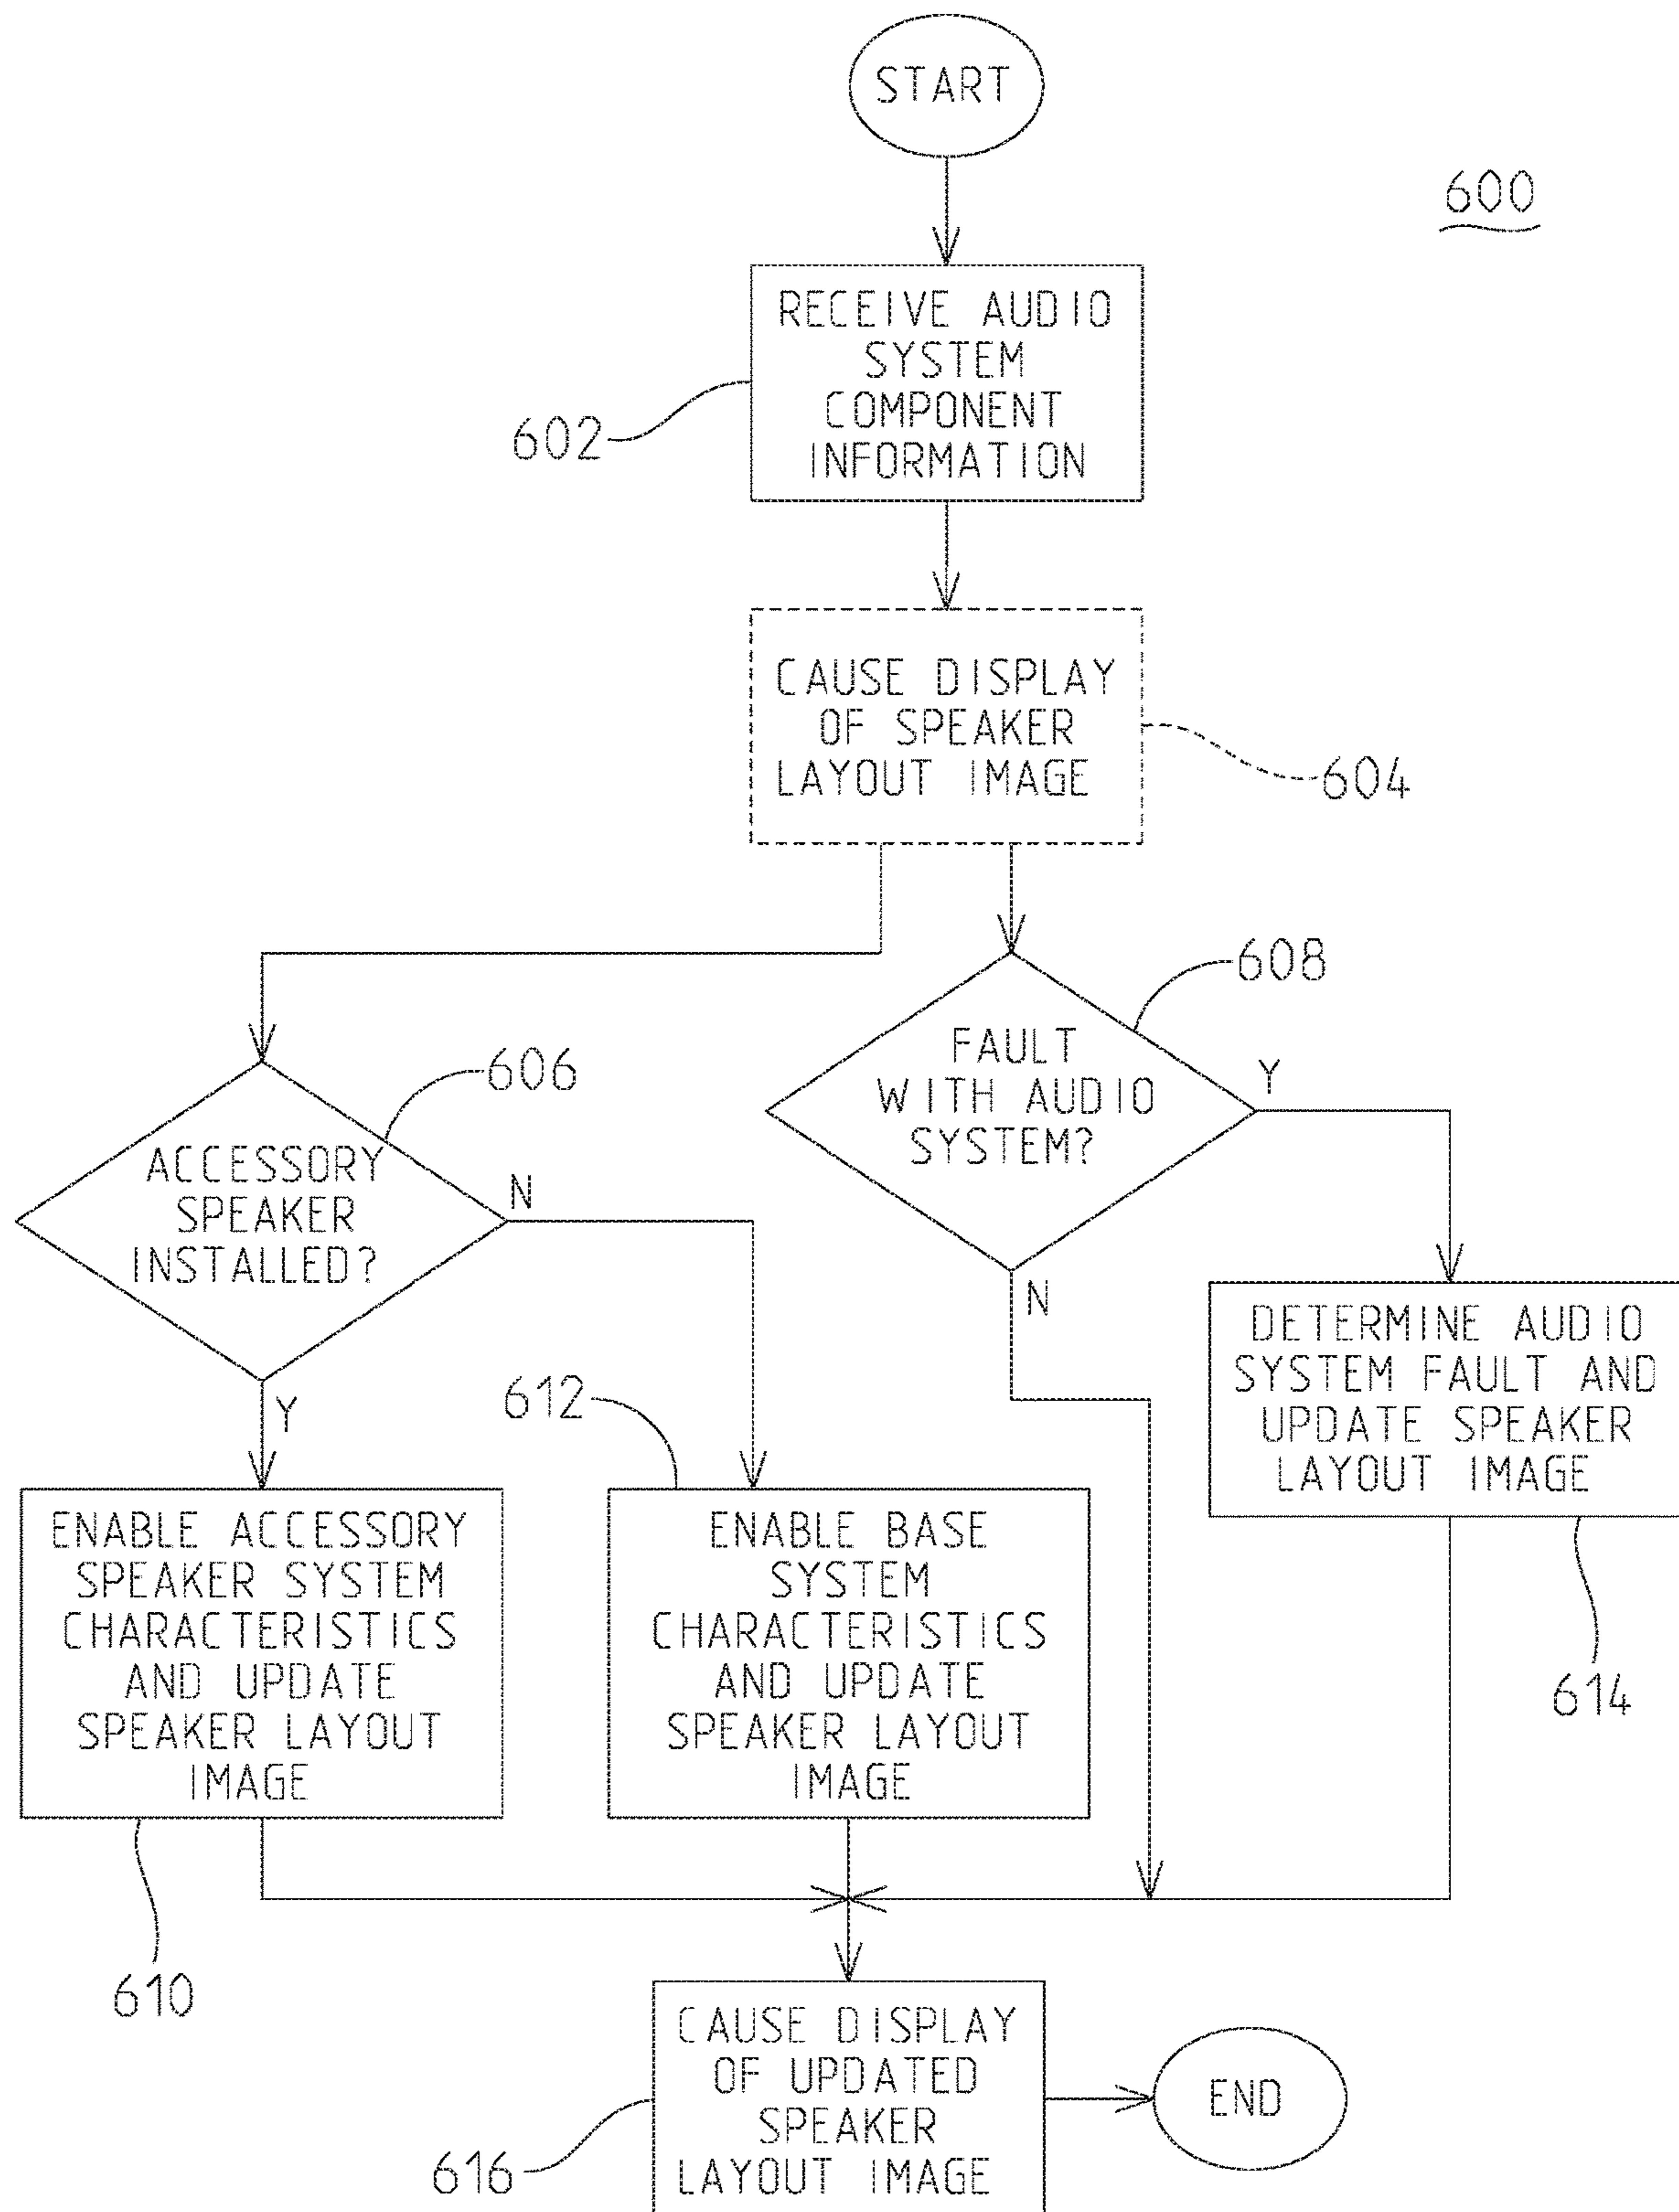 START
600
RECEIVE AUDIO
SYSTEM
COMPONENT
INFORMATION
602
CAUSE DISPLAY
OF SPEAKER
LAYOUT IMAGE
604
608
FAULT
WITH AUDIO
SYSTEM?
Y
N
606
ACCESSORY
SPEAKER
INSTALLED?
N
Y
612
DETERMINE AUDIO
SYSTEM FAULT AND
UPDATE SPEAKER
LAYOUT IMAGE
614
ENABLE ACCESSORY
SPEAKER SYSTEM
CHARACTERISTICS
AND UPDATE
SPEAKER LAYOUT
IMAGE
610
ENABLE BASE
SYSTEM
CHARACTERISTICS
AND UPDATE
SPEAKER LAYOUT
IMAGE
CAUSE DISPLAY
OF UPDATED
SPEAKER
LAYOUT IMAGE
616
END